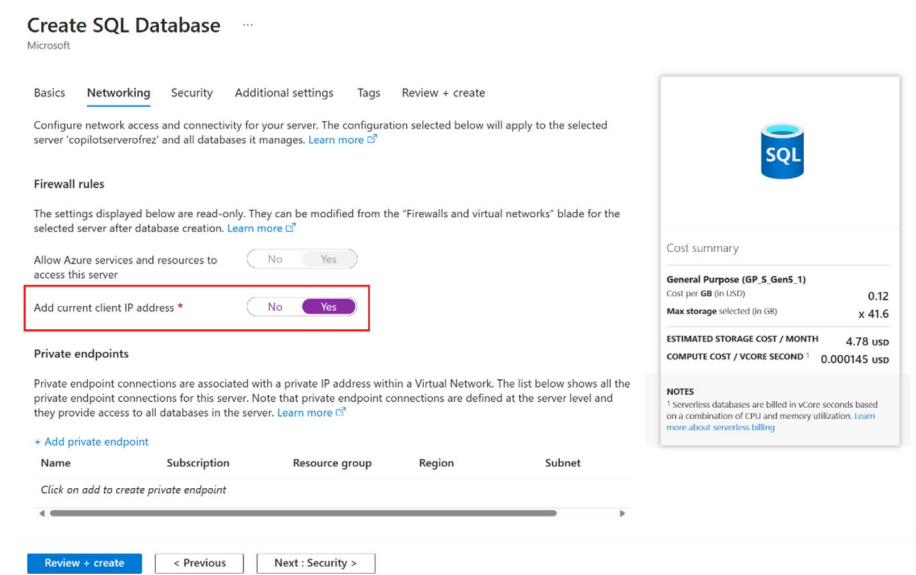 Create SQL Database ...
Microsoft
Basics Networking Security Additional settings Tags Review + create
Configure network access and connectivity for your server. The configuration selected below will apply to the selected
server 'copilotserverofrez' and all databases it manages. Learn more
Firewall rules
The settings displayed below are read-only. They can be modified from the "Firewalls and virtual networks" blade for the
selected server after database creation. Learn more
Allow Azure services and resources to
access this server
No Yes
Add current client IP address *
No Yes
Private endpoints
Private endpoint connections are associated with a private IP address within a Virtual Network. The list below shows all the
private endpoint connections for this server. Note that private endpoint connections are defined at the server level and
they provide access to all databases in the server. Learn more
+ Add private endpoint
Name Subscription Resource group Region Subnet
Click on add to create private endpoint
Review + create < Previous Next : Security >
SQL
Cost summary
General Purpose (GP_S_Gen5_1)
Cost per GB (in USD) 0.12
Max storage selected (in GB) x 41.6
ESTIMATED STORAGE COST / MONTH 4.78 USD
COMPUTE COST / VCORE SECOND 1 0.000145 USD
NOTES
1 Serverless databases are billed in vCore seconds based
on a combination of CPU and memory utilization. Learn
more about serverless billing